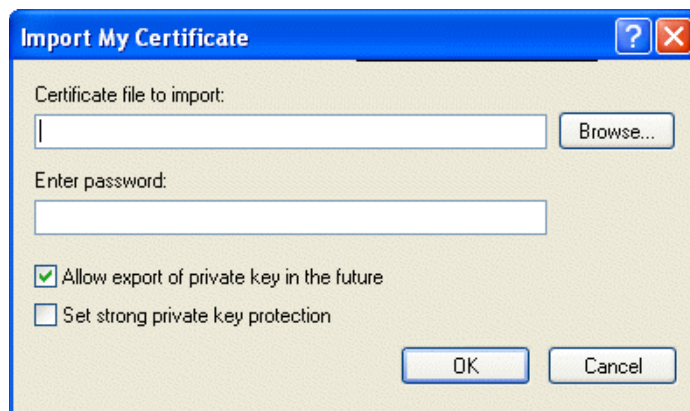 Import My Certificate
Certificate file to import:
Browse...
Enter password:
Allow export of private key in the future
Set strong private key protection
OK Cancel